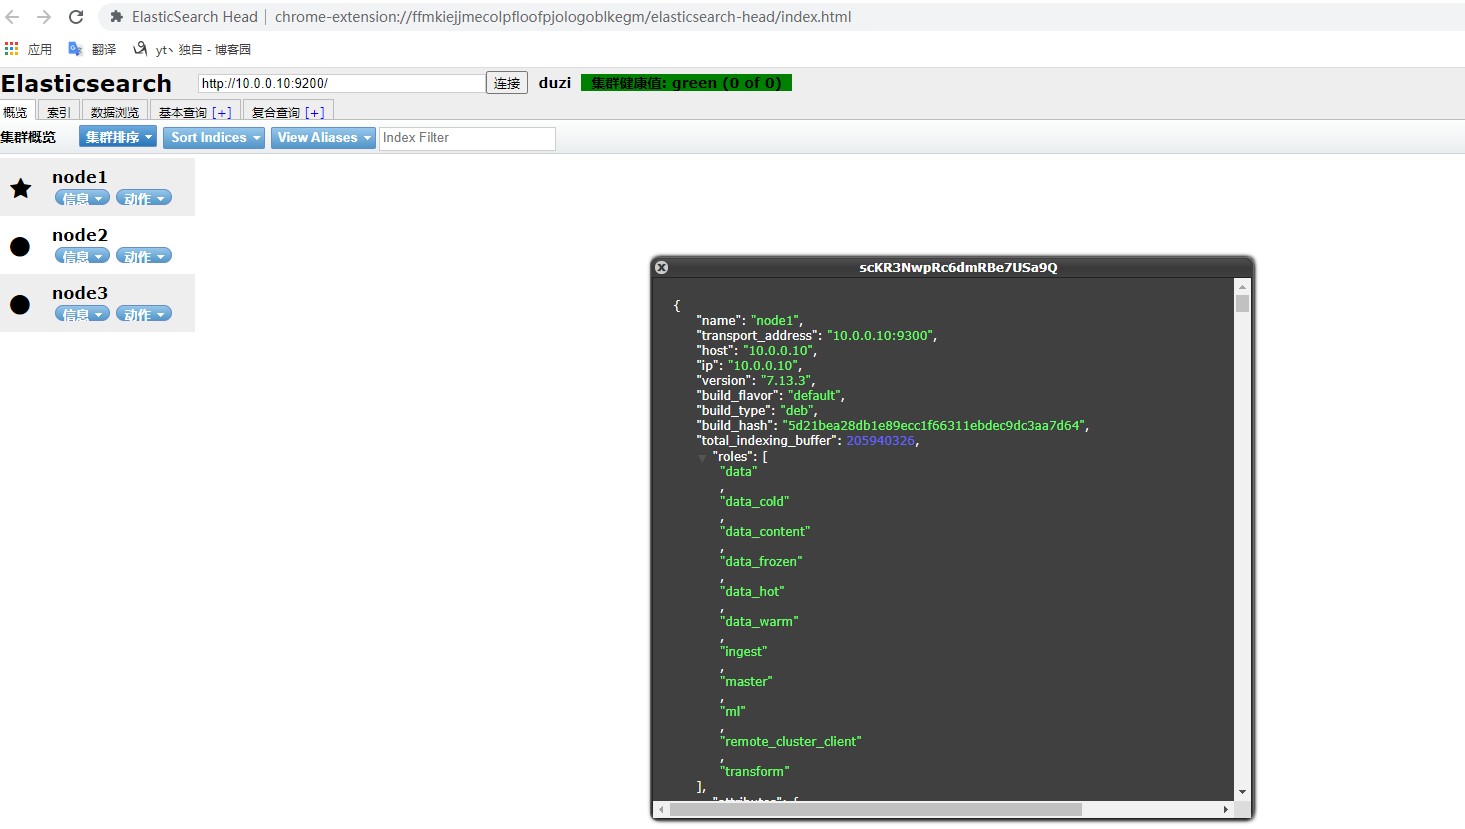 ElasticSearch Head | chrome-extension://ffmkiejjmecolpfloofpjologoblkegm/elasticsearch-head/index.html
应用 翻译 yt丶独自 - 博客园
Elasticsearch http://10.0.0.10:9200/ 连接 duzi 集群健康值: green (0 of 0)
概览 索引 数据浏览 基本查询 [+] 复合查询 [+]
集群概览 集群排序 Sort Indices View Aliases Index Filter
node1
信息 动作
node2
信息 动作
node3
信息 动作
scKR3NwpRc6dmRBe7USa9Q
{
"name": "node1",
"transport_address": "10.0.0.10:9300",
"host": "10.0.0.10",
"ip": "10.0.0.10",
"version": "7.13.3",
"build_flavor": "default",
"build_type": "deb",
"build_hash": "5d21bea28db1e89ecc1f66311ebdec9dc3aa7d64",
"total_indexing_buffer": 205940326,
"roles": [
"data"
,
"data_cold"
,
"data_content"
,
"data_frozen"
,
"data_hot"
,
"data_warm"
,
"ingest"
,
"master"
,
"ml"
,
"remote_cluster_client"
,
"transform"
],
"attributes": {